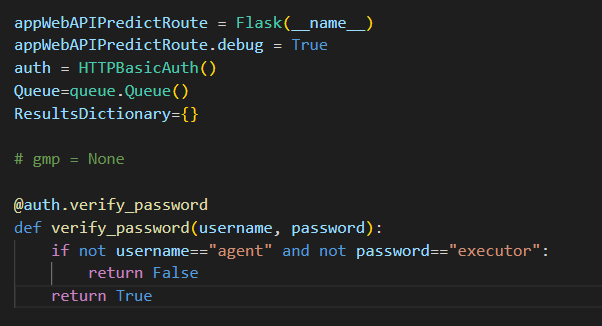 appWebAPIPredictRoute = Flask(__name__)
appWebAPIPredictRoute.debug = True
auth = HTTPBasicAuth()
Queue=queue.Queue()
ResultsDictionary={}
# gmp = None
@auth.verify_password
def verify_password(username, password):
    if not username=="agent" and not password=="executor":
        return False
    return True